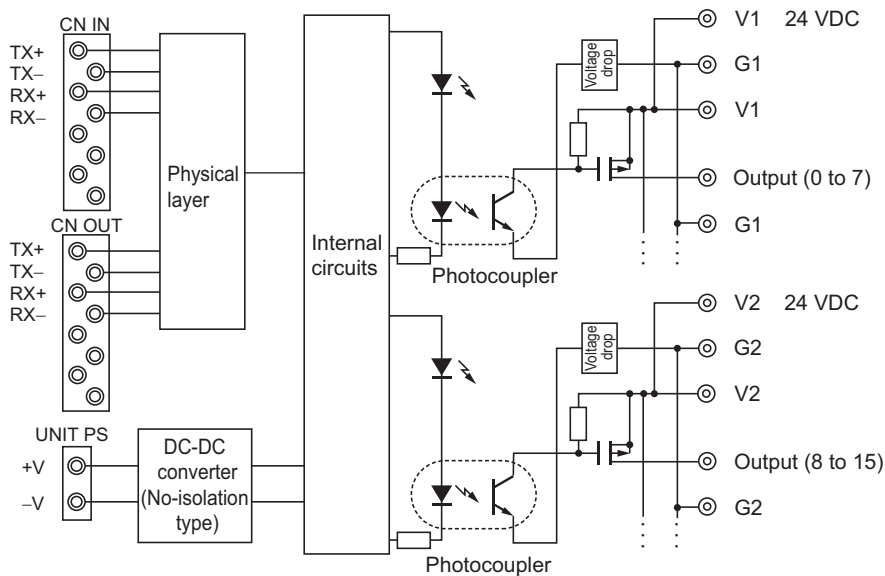 CN IN
TX+
TX–
RX+
RX–
CN OUT
TX+
TX–
RX+
RX–
Physical
layer
UNIT PS
+V
–V
DC-DC
converter
(No-isolation
type)
Internal
circuits
Photocoupler
Voltage
drop
V1 24 VDC
G1
V1
Output (0 to 7)
G1
Photocoupler
Voltage
drop
V2 24 VDC
G2
V2
Output (8 to 15)
G2